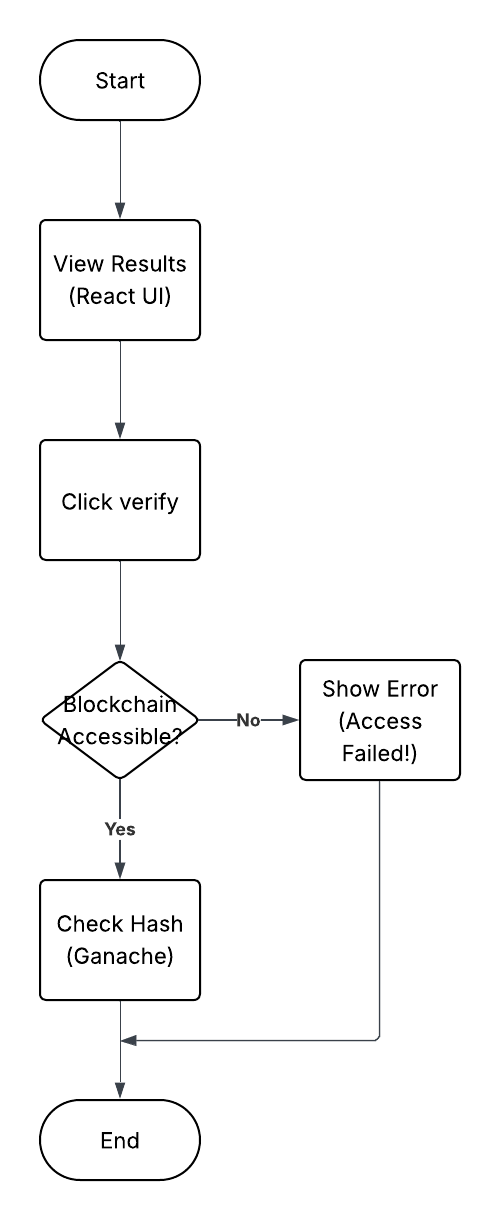 Start
View Results
(React UI)
Click verify
Blockchain
Accessible?
No
Show Error
(Access
Failed!)
Yes
Check Hash
(Ganache)
End